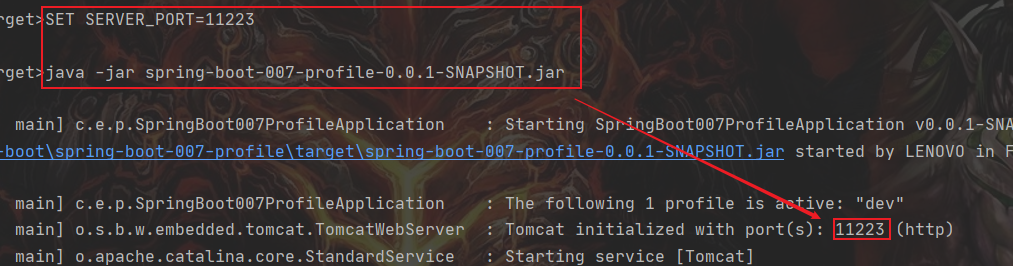 rget>SET SERVER_PORT=11223
rget>java -jar spring-boot-007-profile-0.0.1-SNAPSHOT.jar
main] c.e.p.SpringBoot007ProfileApplication : Starting SpringBoot007ProfileApplication v0.0.1-SNA
-boot\spring-boot-007-profile\target\spring-boot-007-profile-0.0.1-SNAPSHOT.jar started by LENOVO in F
main] c.e.p.SpringBoot007ProfileApplication : The following 1 profile is active: "dev"
main] o.s.b.w.embedded.tomcat.TomcatWebServer : Tomcat initialized with port(s): 11223 (http)
main] o.apache.catalina.core.StandardService : Starting service [Tomcat]